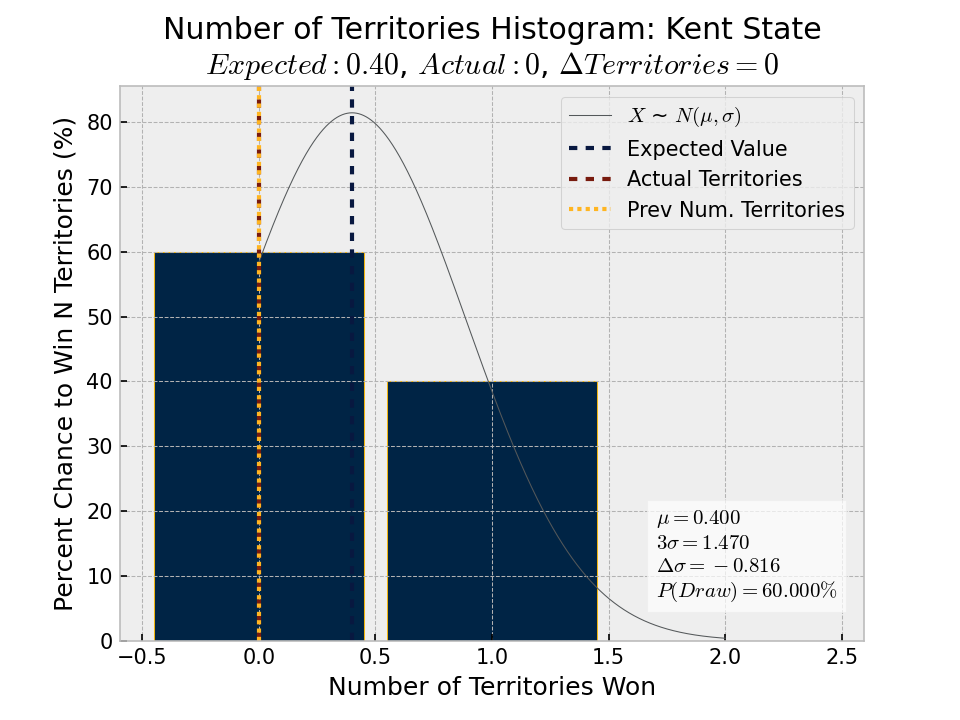 Number of Territories Histogram: Kent State
Expected: 0.40, Actual: 0, ΔTerritories = 0
Percent Chance to Win N Territories (%)
80
70
60
50
40
30
20
10
0
X ~ N(μ, σ)
Expected Value
Actual Territories
Prev Num. Territories
μ = 0.400
3σ = 1.470
Δσ = −0.816
P(Draw) = 60.000%
−0.5 0.0 0.5 1.0 1.5 2.0 2.5
Number of Territories Won